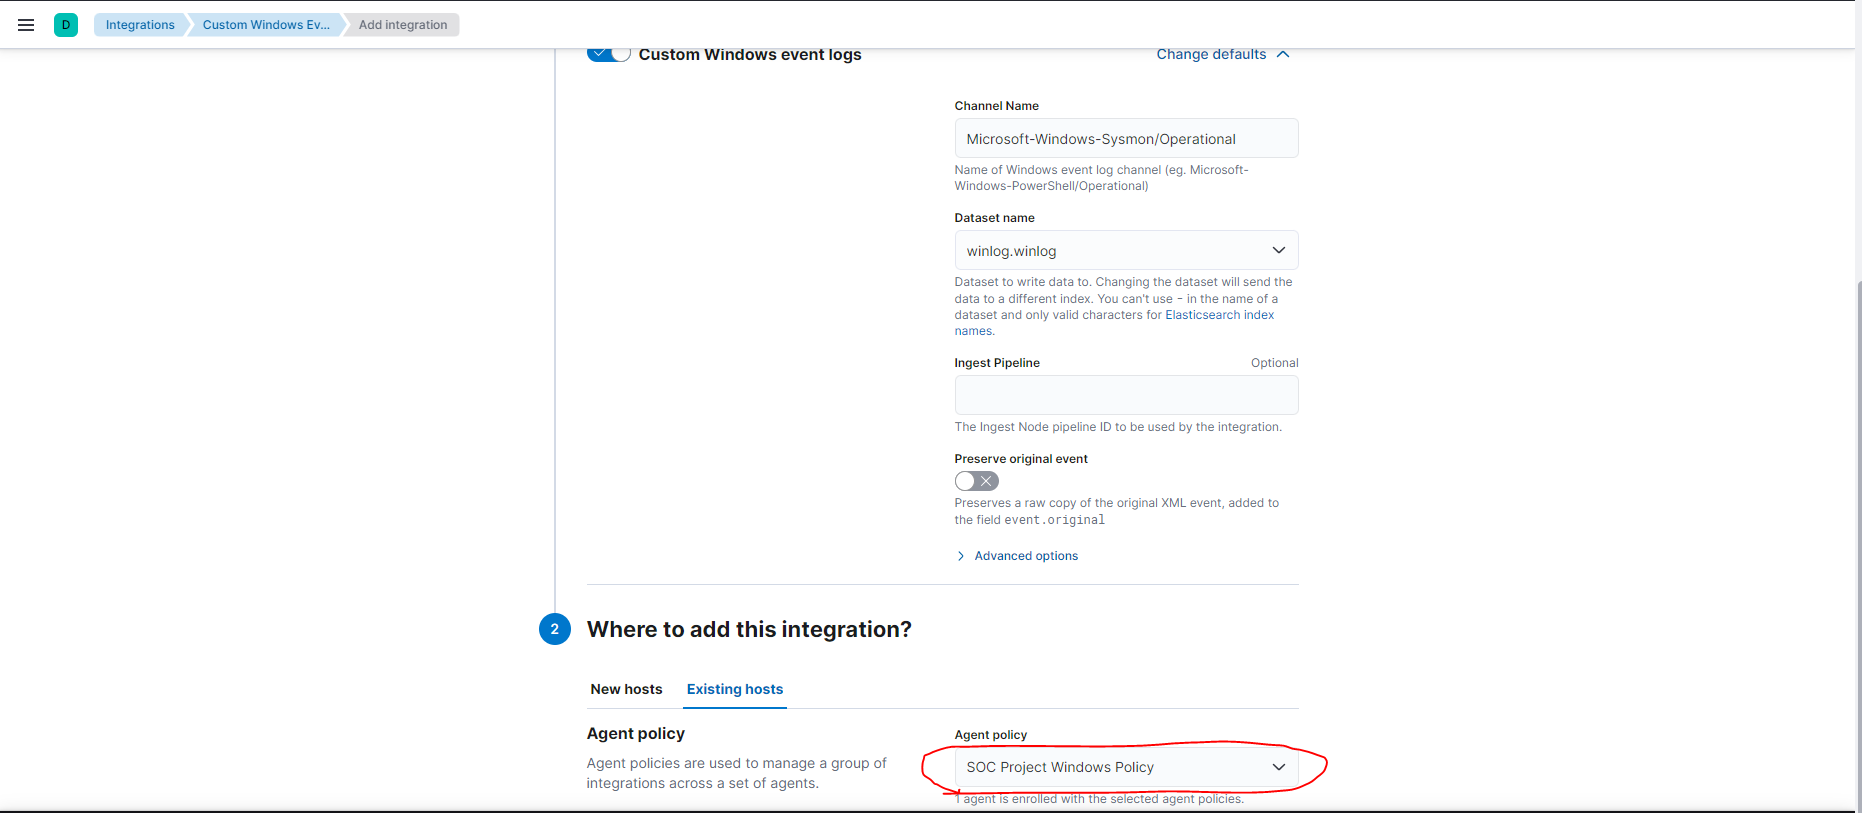 D
Integrations
Custom Windows Ev...
Add integration
Custom Windows event logs
Change defaults
Channel Name
Microsoft-Windows-Sysmon/Operational
Name of Windows event log channel (eg. Microsoft-
Windows-PowerShell/Operational)
Dataset name
winlog.winlog
Dataset to write data to. Changing the dataset will send the
data to a different index. You can't use - in the name of a
dataset and only valid characters for Elasticsearch index
names.
Ingest Pipeline
Optional
The Ingest Node pipeline ID to be used by the integration.
Preserve original event
Preserves a raw copy of the original XML event, added to
the field event.original
Advanced options
2
Where to add this integration?
New hosts
Existing hosts
Agent policy
Agent policies are used to manage a group of
integrations across a set of agents.
Agent policy
SOC Project Windows Policy
1 agent is enrolled with the selected agent policies.